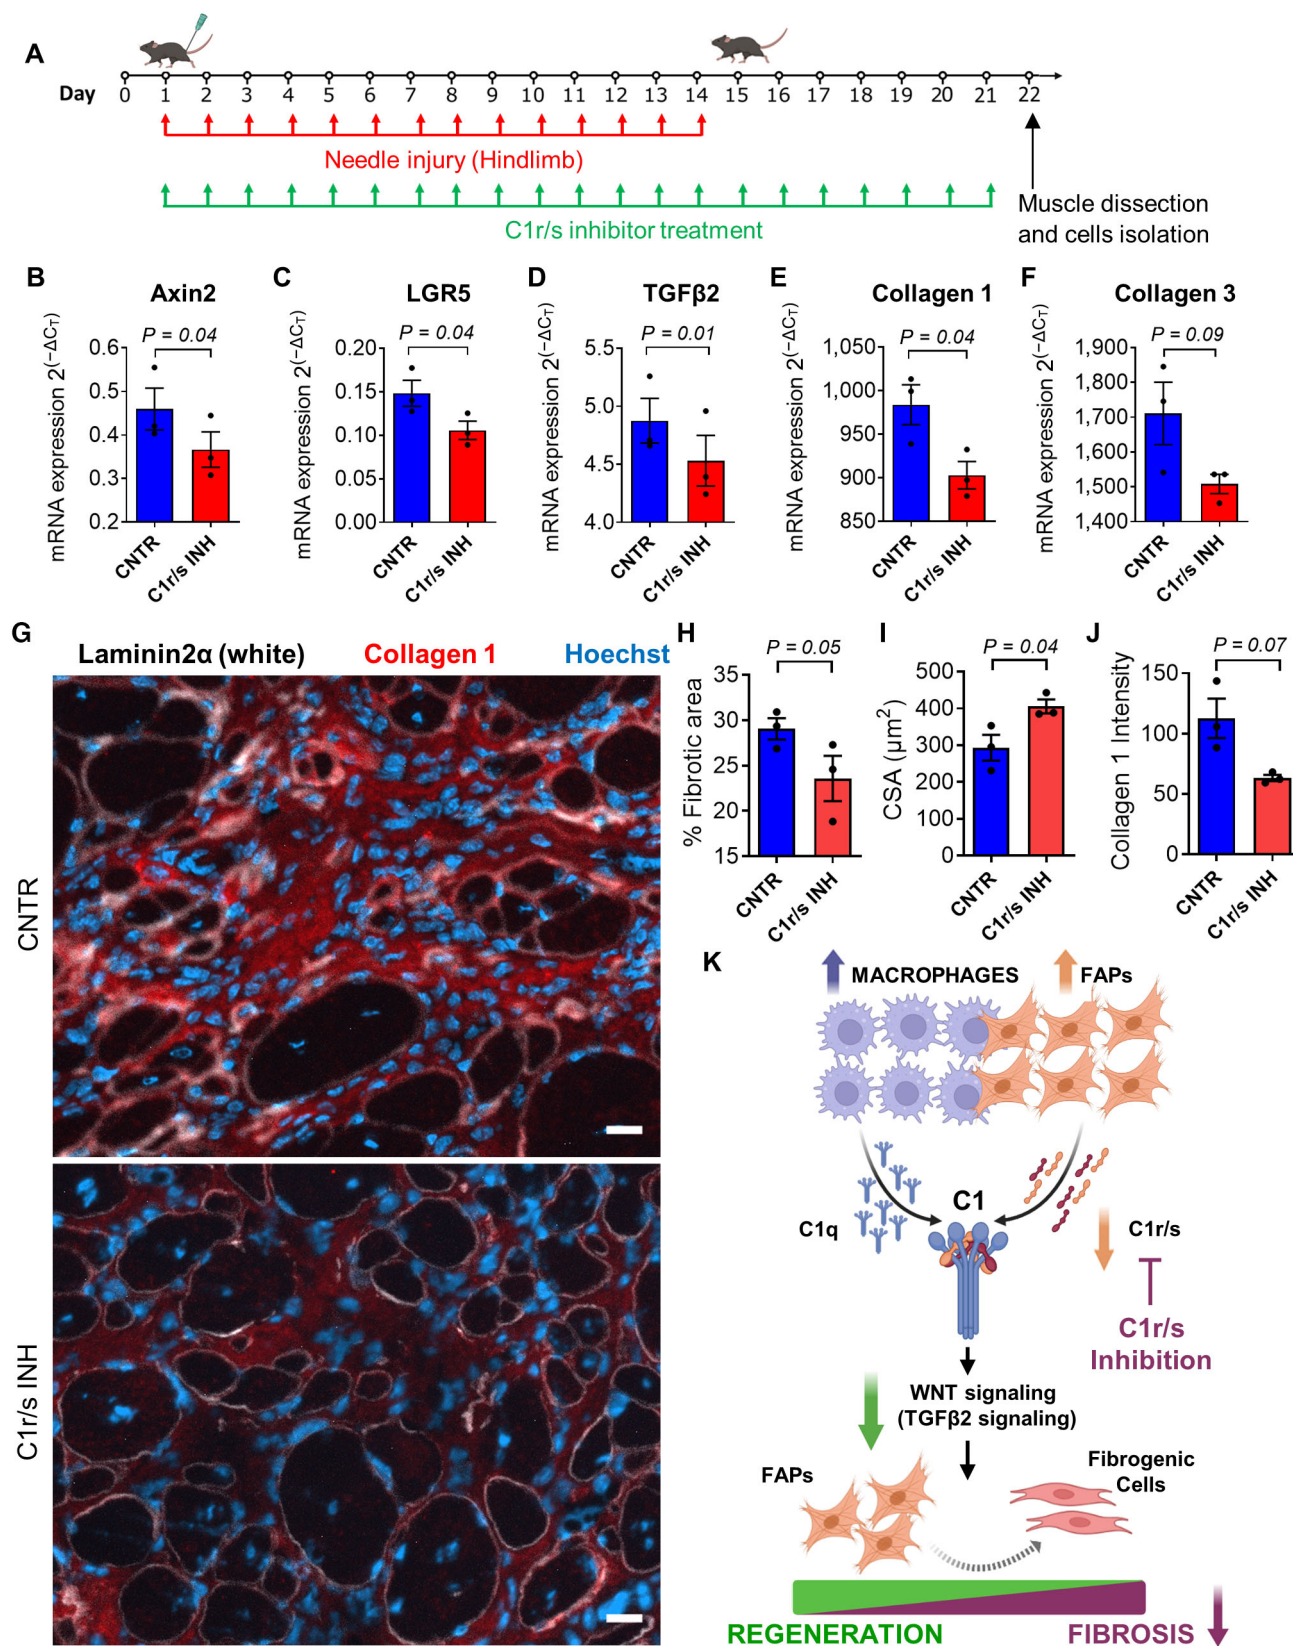 A
Day
0 1 2 3 4 5 6 7 8 9 10 11 12 13 14 15 16 17 18 19 20 21 22
Needle injury (Hindlimb)
C1r/s inhibitor treatment
Muscle dissection
and cells isolation
B
Axin2
P = 0.04
mRNA expression 2(−ΔCT)
0.6
0.5
0.4
0.3
0.2
CNTR
C1r/s INH
C
LGR5
P = 0.04
mRNA expression 2(−ΔCT)
0.20
0.15
0.10
0.05
0.00
CNTR
C1r/s INH
D
TGFβ2
P = 0.01
mRNA expression 2(−ΔCT)
5.5
5.0
4.5
4.0
CNTR
C1r/s INH
E
Collagen 1
P = 0.04
mRNA expression 2(−ΔCT)
1,050
1,000
950
900
850
CNTR
C1r/s INH
F
Collagen 3
P = 0.09
mRNA expression 2(−ΔCT)
1,900
1,800
1,700
1,600
1,500
1,400
CNTR
C1r/s INH
G
Laminin2α (white) Collagen 1 Hoechst
CNTR
C1r/s INH
H
P = 0.05
% Fibrotic area
35
30
25
20
15
CNTR
C1r/s INH
I
P = 0.04
CSA (µm2)
500
400
300
200
100
0
CNTR
C1r/s INH
J
P = 0.07
Collagen 1 Intensity
150
100
50
0
CNTR
C1r/s INH
K
MACROPHAGES
FAPs
C1q
C1
C1r/s
C1r/s
Inhibition
WNT signaling
(TGFβ2 signaling)
FAPs
Fibrogenic
Cells
REGENERATION
FIBROSIS